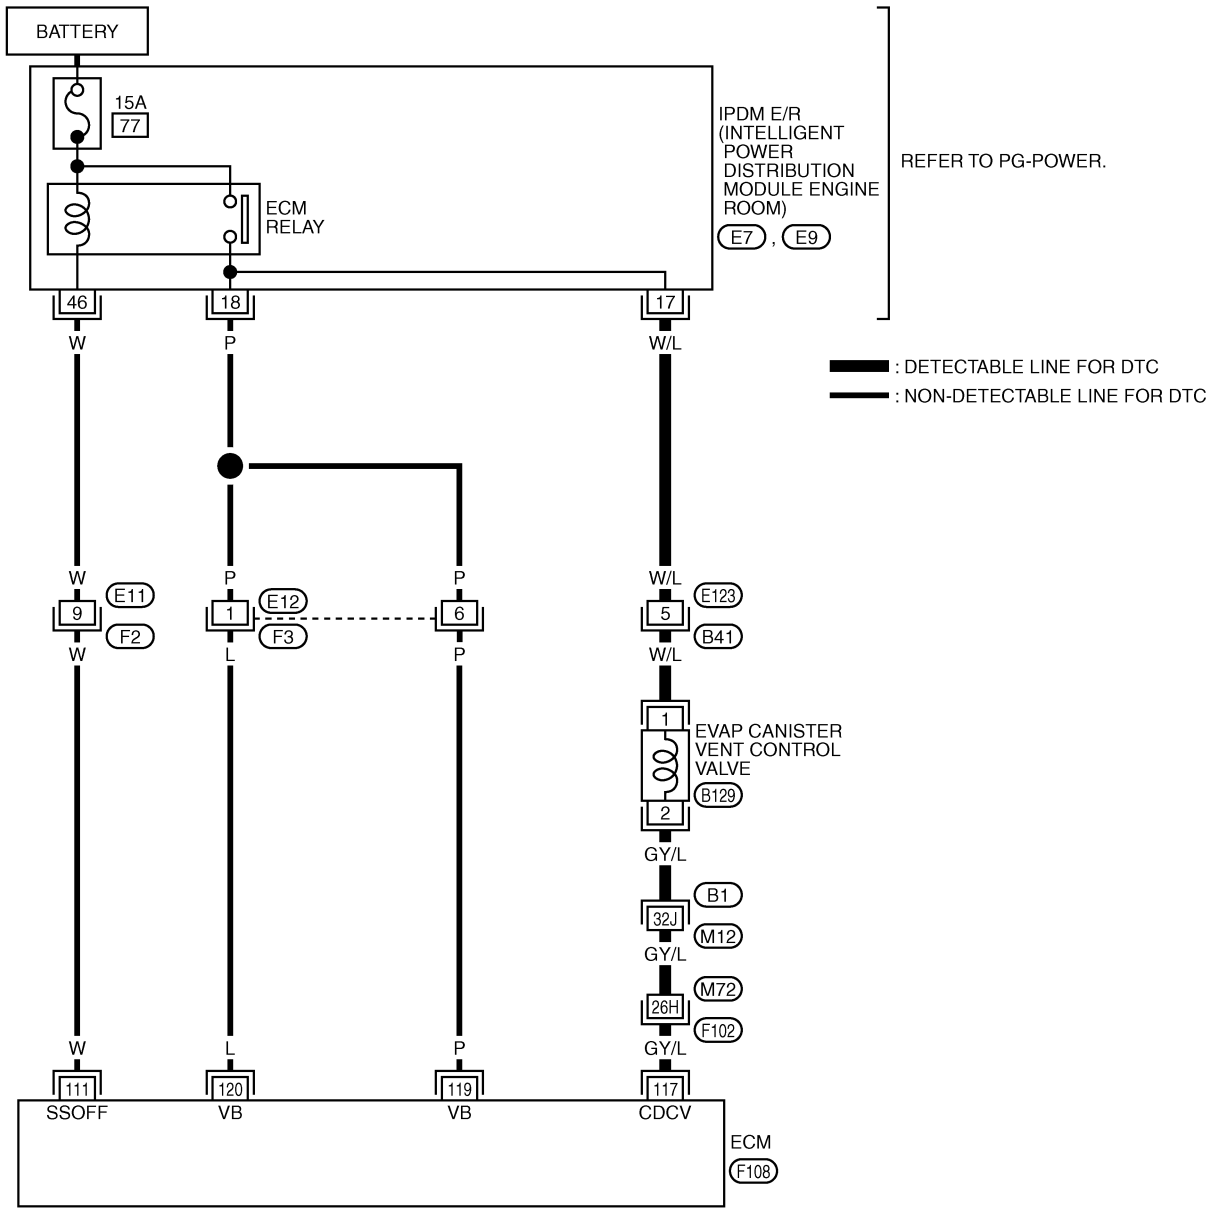 BATTERY
15A
77
ECM
RELAY
IPDM E/R
(INTELLIGENT
POWER
DISTRIBUTION
MODULE ENGINE
ROOM)
E7 , E9
REFER TO PG-POWER.
46 18 17
W P W/L
: DETECTABLE LINE FOR DTC
: NON-DETECTABLE LINE FOR DTC
W P P W/L
9 E11 1 E12 6 5 E123
F2 F3 B41
W L P W/L
1
EVAP CANISTER
VENT CONTROL
VALVE
B129
2
GY/L
B1
32J
M12
GY/L
M72
26H
F102
W L P GY/L
111 120 119 117
SSOFF VB VB CDCV
ECM
F108